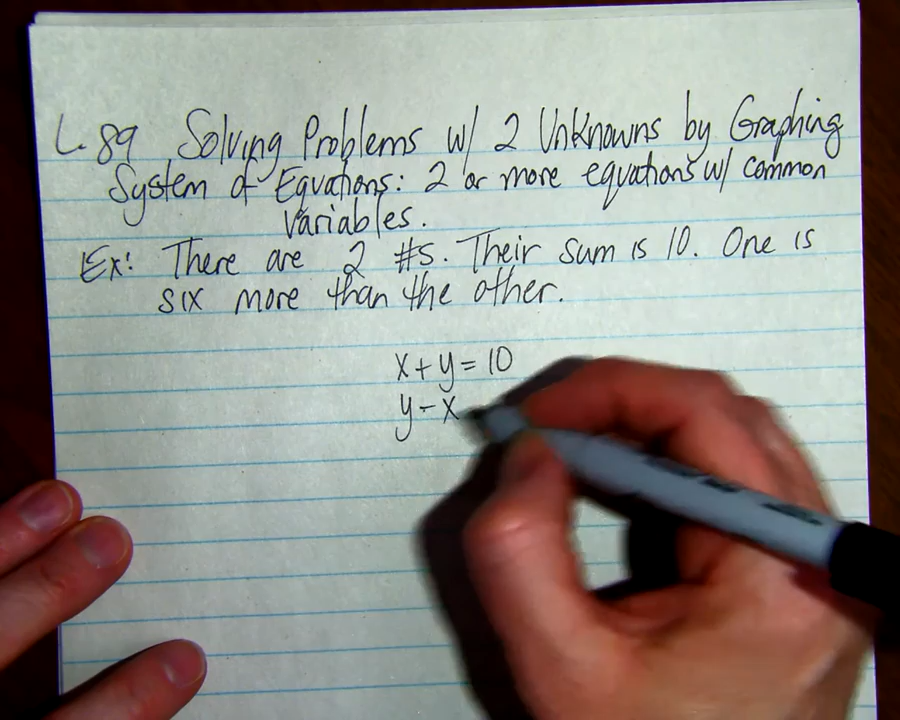 L.89 Solving Problems w/ 2 Unknowns by Graphing
System of Equations: 2 or more equations w/ common
variables.
Ex: There are 2 #s. Their sum is 10. One is
six more than the other.
x+y=10
y-x